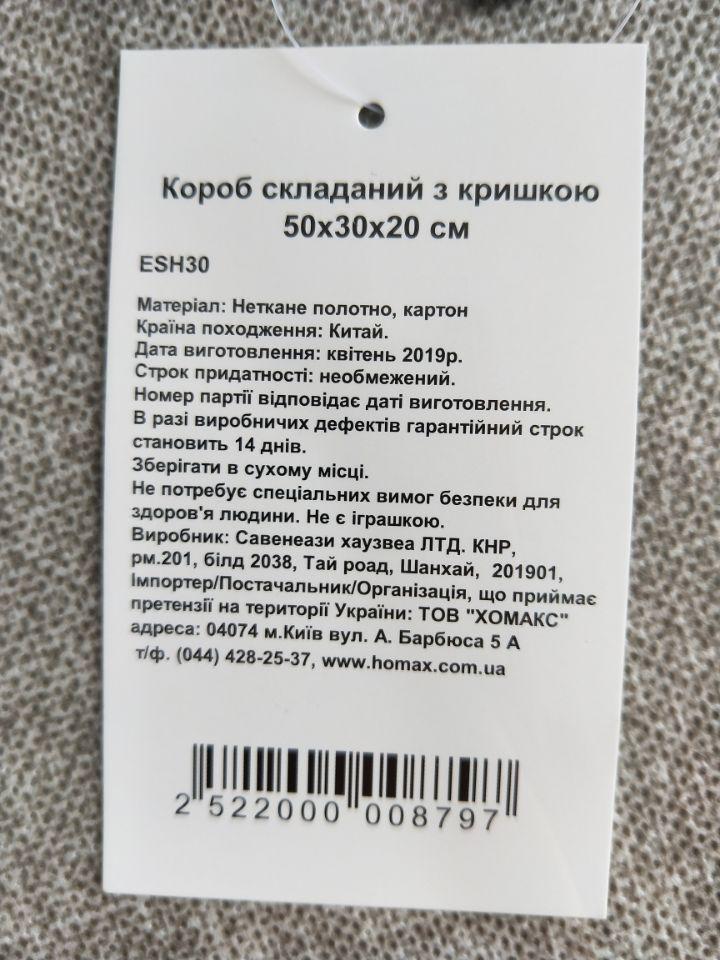 Короб складаний з кришкою
50x30x20 см
ESH30
Матеріал: Неткане полотно, картон
Країна походження: Китай.
Дата виготовлення: квітень 2019р.
Строк придатності: необмежений.
Номер партії відповідає даті виготовлення.
В разі виробничих дефектів гарантійний строк
становить 14 днів.
Зберігати в сухому місці.
Не потребує спеціальних вимог безпеки для
здоров'я людини. Не є іграшкою.
Виробник: Савенеази хаузвеа ЛТД. КНР,
рм.201, білд 2038, Тай роад, Шанхай, 201901,
Імпортер/Постачальник/Організація, що приймає
претензії на території України: ТОВ "ХОМАКС"
адреса: 04074 м.Київ вул. А. Барбюса 5 А
т/ф. (044) 428-25-37, www.homax.com.ua
2 522000 008797